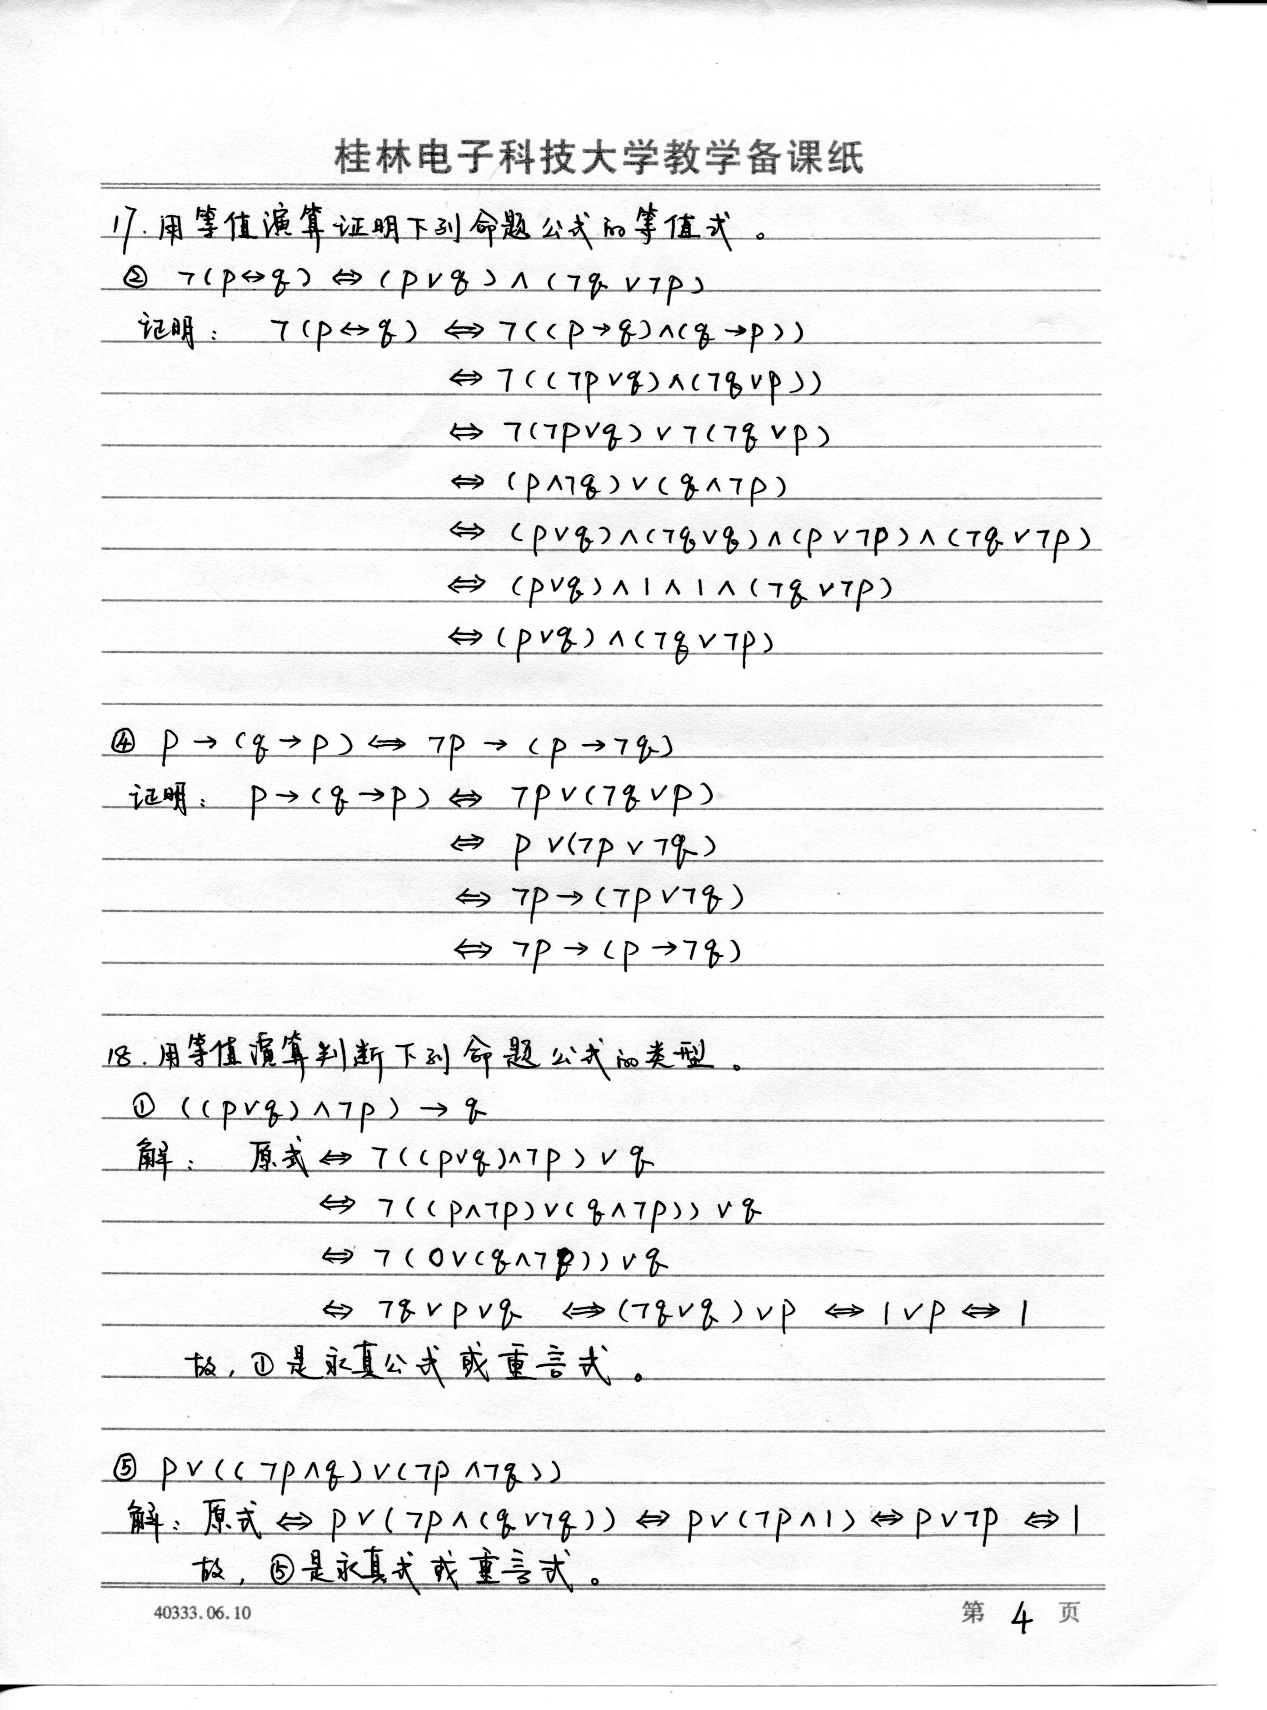 桂林电子科技大学教学备课纸
17.用等值演算证明下列命题公式的等值式。
② ¬(p↔q) ⇔ (p∨q)∧(¬q∨¬p)
证明: ¬(p↔q) ⇔ ¬((p→q)∧(q→p))
⇔ ¬((¬p∨q)∧(¬q∨p))
⇔ ¬(¬p∨q)∨¬(¬q∨p)
⇔ (p∧¬q)∨(q∧¬p)
⇔ (p∨q)∧(¬q∨q)∧(p∨¬p)∧(¬q∨¬p)
⇔ (p∨q)∧1∧1∧(¬q∨¬p)
⇔ (p∨q)∧(¬q∨¬p)
④ p→(q→p) ⇔ ¬p→(p→¬q)
证明: p→(q→p) ⇔ ¬p∨(¬q∨p)
⇔ p∨(¬p∨¬q)
⇔ ¬p→(¬p∨¬q)
⇔ ¬p→(p→¬q)
18.用等值演算判断下列命题公式的类型。
① ((p∨q)∧¬p)→q
解: 原式 ⇔ ¬((p∨q)∧¬p)∨q
⇔ ¬((p∧¬p)∨(q∧¬p))∨q
⇔ ¬(0∨(q∧¬p))∨q
⇔ ¬q∨p∨q ⇔ (¬q∨q)∨p ⇔ 1∨p ⇔ 1
故,①是永真公式或重言式。
⑤ p∨((¬p∧q)∨(¬p∧¬q))
解: 原式 ⇔ p∨(¬p∧(q∨¬q)) ⇔ p∨(¬p∧1) ⇔ p∨¬p ⇔ 1
故,⑤是永真式或重言式。
40333.06.10 第 4 页